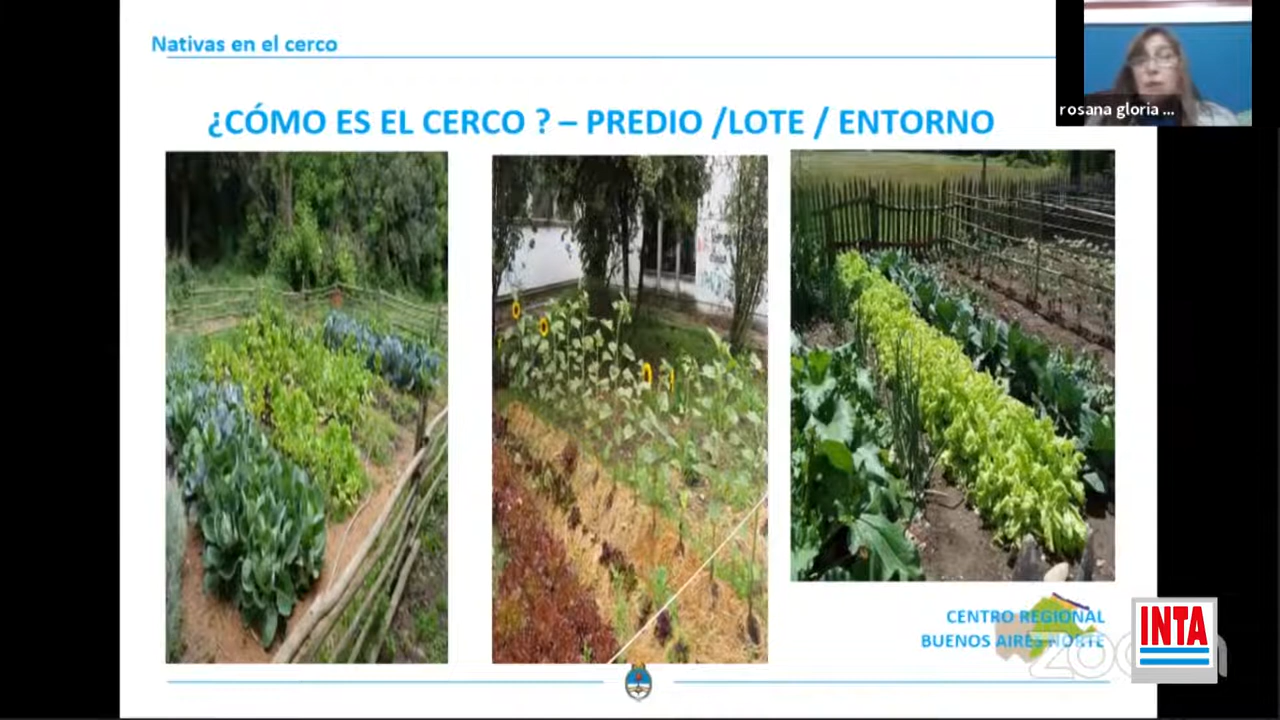 Nativas en el cerco
rosana gloria ...
¿CÓMO ES EL CERCO ? – PREDIO /LOTE / ENTORNO
CENTRO REGIONAL
BUENOS AIRES NORTE
INTA
zoom